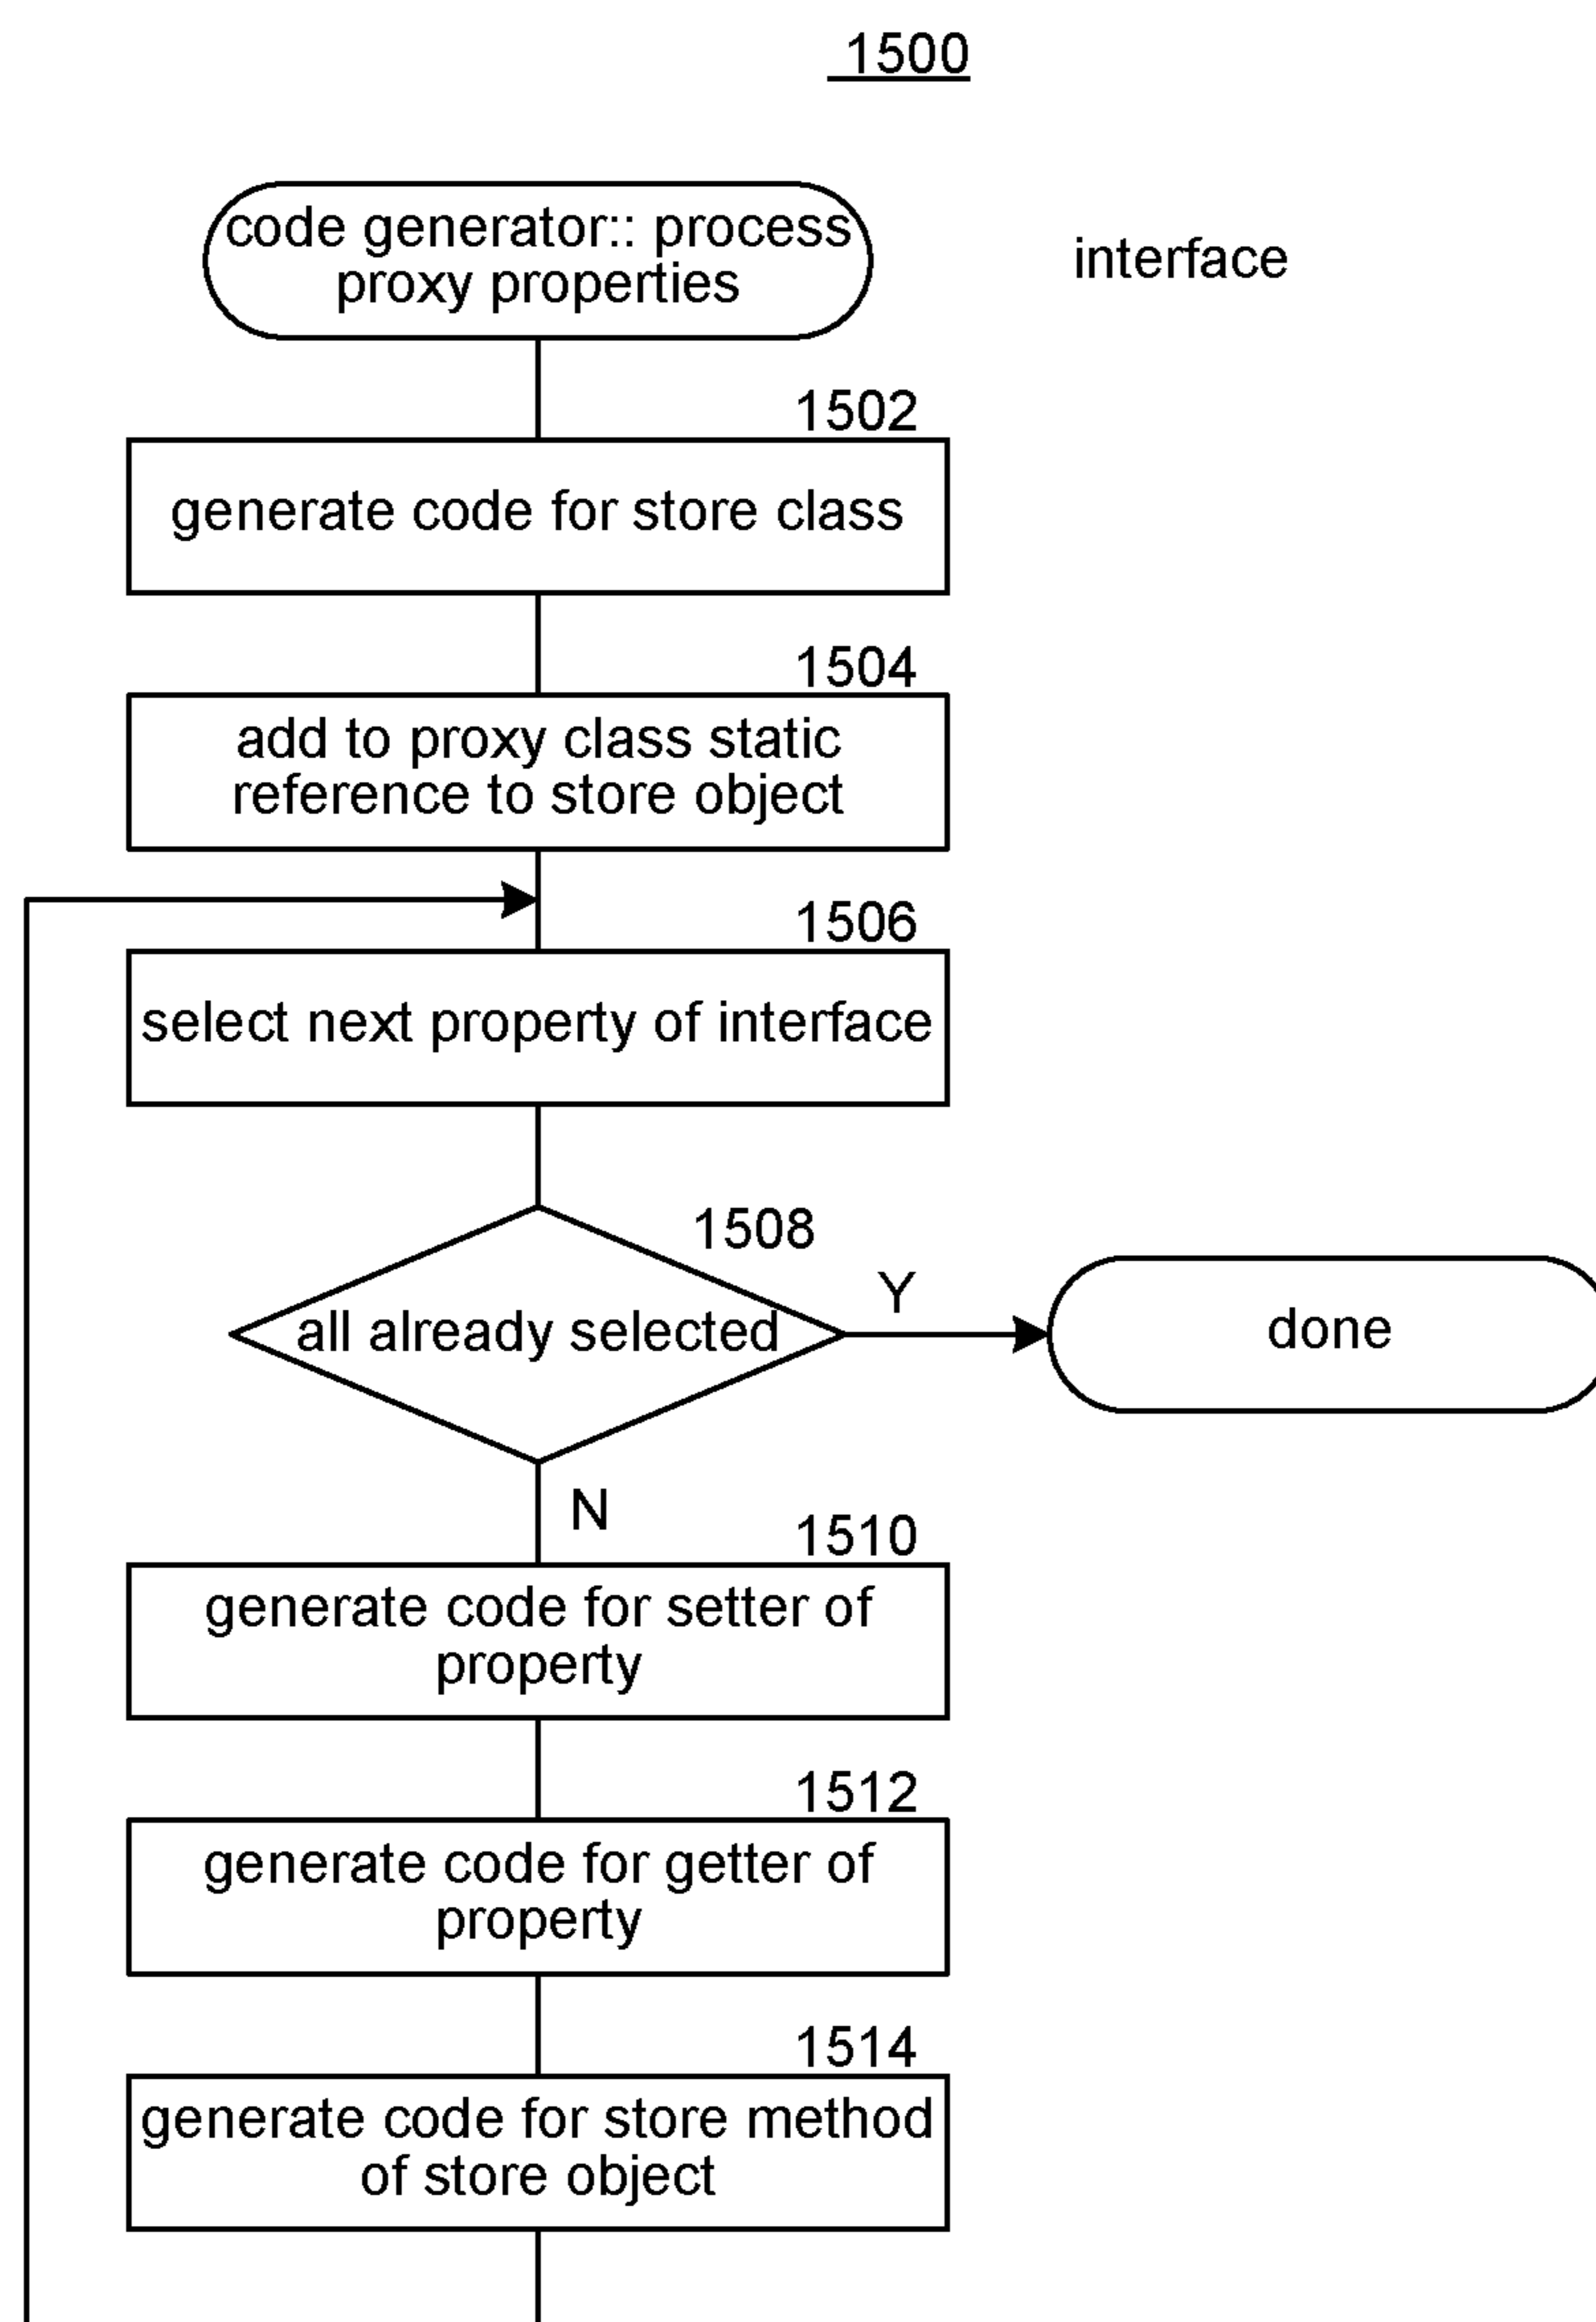 1500
code generator:: process
proxy properties
interface
1502
generate code for store class
1504
add to proxy class static
reference to store object
1506
select next property of interface
1508
all already selected
Y
done
N
1510
generate code for setter of
property
1512
generate code for getter of
property
1514
generate code for store method
of store object